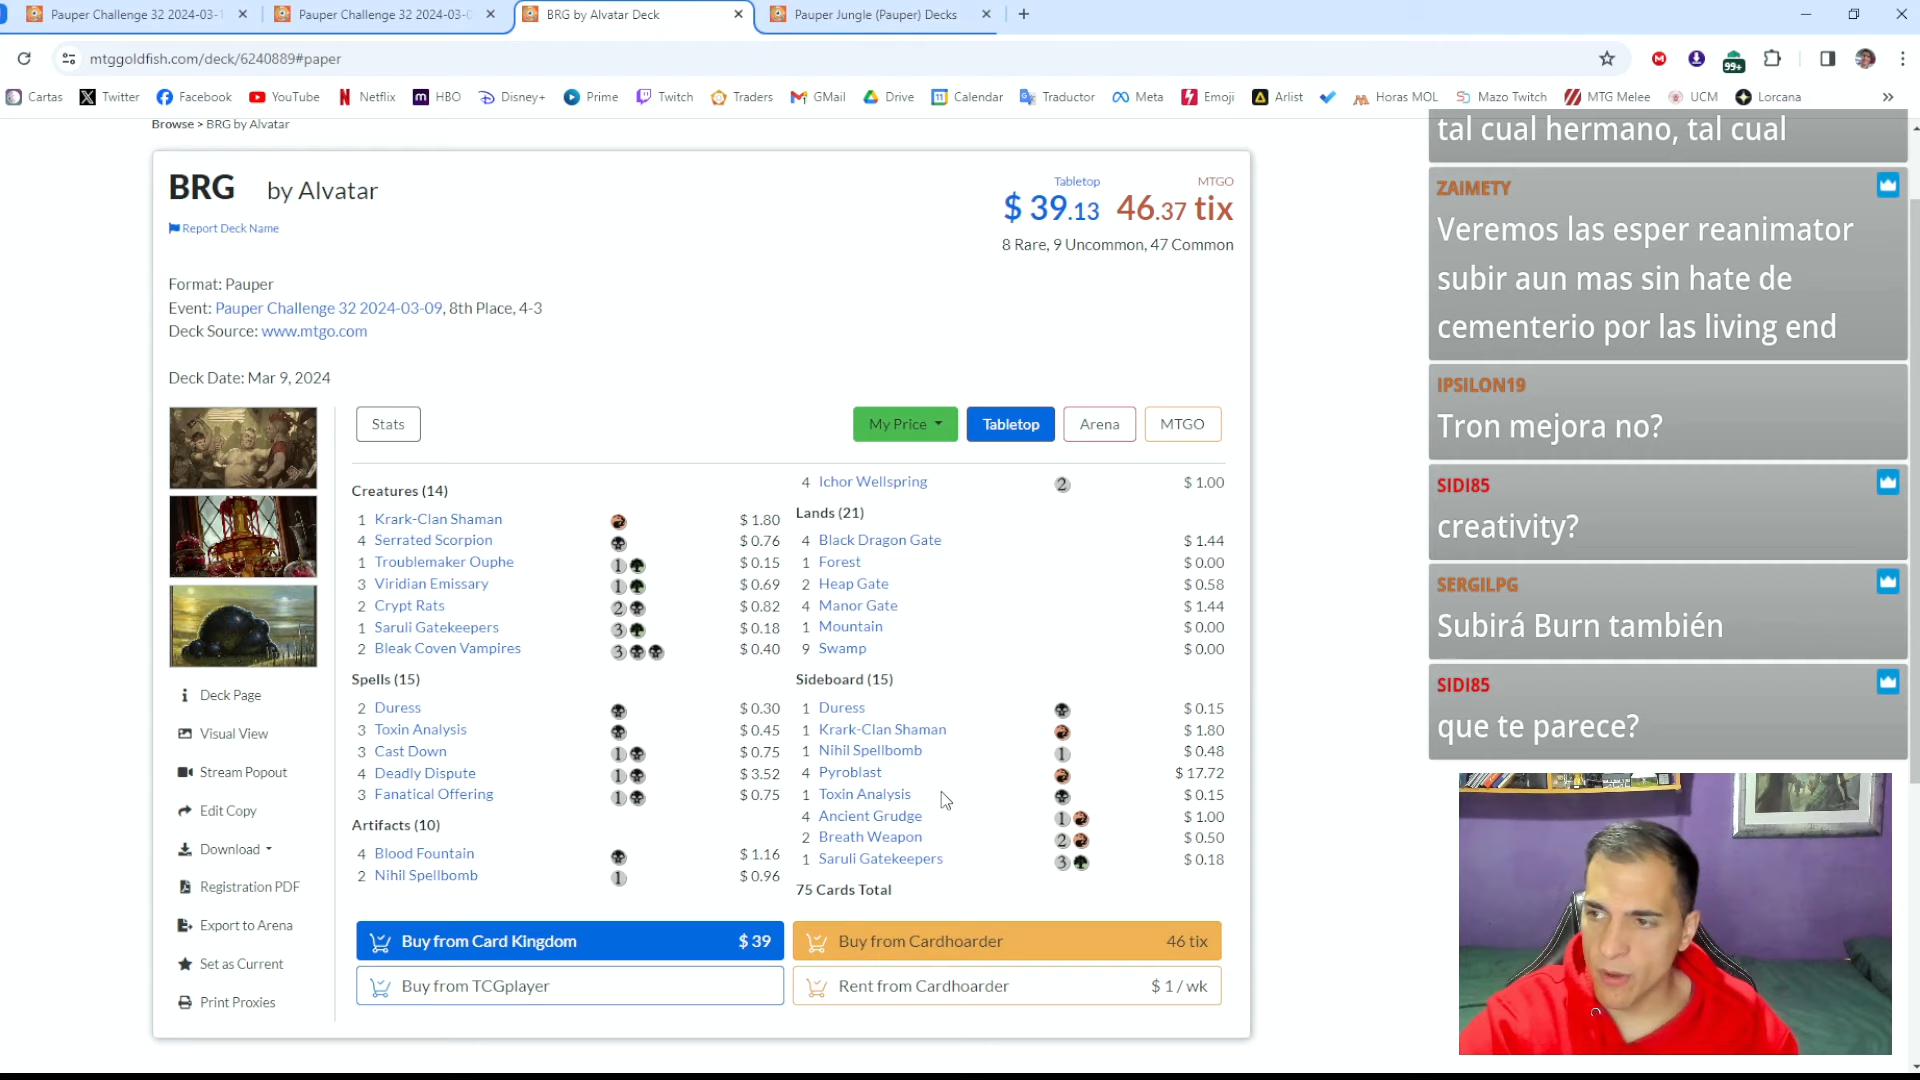 Pauper Challenge 32 2024-03-1
Pauper Challenge 32 2024-03-0
BRG by Alvatar Deck
Pauper Jungle (Pauper) Decks
mtggoldfish.com/deck/6240889#paper
99+
Cartas Twitter Facebook YouTube Netflix HBO Disney+ Prime Twitch Traders GMail Drive Calendar Traductor Meta Emoji Arlist Horas MOL Mazo Twitch MTG Melee UCM Lorcana
Browse > BRG by Alvatar
BRG by Alvatar
Report Deck Name
Tabletop
$ 39.13
MTGO
46.37 tix
8 Rare, 9 Uncommon, 47 Common
Format: Pauper
Event: Pauper Challenge 32 2024-03-09, 8th Place, 4-3
Deck Source: www.mtgo.com
Deck Date: Mar 9, 2024
Stats
My Price
Tabletop
Arena
MTGO
Creatures (14)
1 Krark-Clan Shaman $ 1.80
4 Serrated Scorpion $ 0.76
1 Troublemaker Ouphe 1 $ 0.15
3 Viridian Emissary 1 $ 0.69
2 Crypt Rats 2 $ 0.82
1 Saruli Gatekeepers 3 $ 0.18
2 Bleak Coven Vampires 3 $ 0.40
Spells (15)
2 Duress $ 0.30
3 Toxin Analysis $ 0.45
3 Cast Down 1 $ 0.75
4 Deadly Dispute 1 $ 3.52
3 Fanatical Offering 1 $ 0.75
Artifacts (10)
4 Blood Fountain $ 1.16
2 Nihil Spellbomb 1 $ 0.96
4 Ichor Wellspring 2 $ 1.00
Lands (21)
4 Black Dragon Gate $ 1.44
1 Forest $ 0.00
2 Heap Gate $ 0.58
4 Manor Gate $ 1.44
1 Mountain $ 0.00
9 Swamp $ 0.00
Sideboard (15)
1 Duress $ 0.15
1 Krark-Clan Shaman $ 1.80
1 Nihil Spellbomb 1 $ 0.48
4 Pyroblast $ 17.72
1 Toxin Analysis $ 0.15
4 Ancient Grudge 1 $ 1.00
2 Breath Weapon 2 $ 0.50
1 Saruli Gatekeepers 3 $ 0.18
75 Cards Total
Deck Page
Visual View
Stream Popout
Edit Copy
Download
Registration PDF
Export to Arena
Set as Current
Print Proxies
Buy from Card Kingdom $ 39
Buy from Cardhoarder 46 tix
Buy from TCGplayer
Rent from Cardhoarder $ 1 / wk
tal cual hermano, tal cual
ZAIMETY
Veremos las esper reanimator
subir aun mas sin hate de
cementerio por las living end
IPSILON19
Tron mejora no?
SIDI85
creativity?
SERGILPG
Subirá Burn también
SIDI85
que te parece?